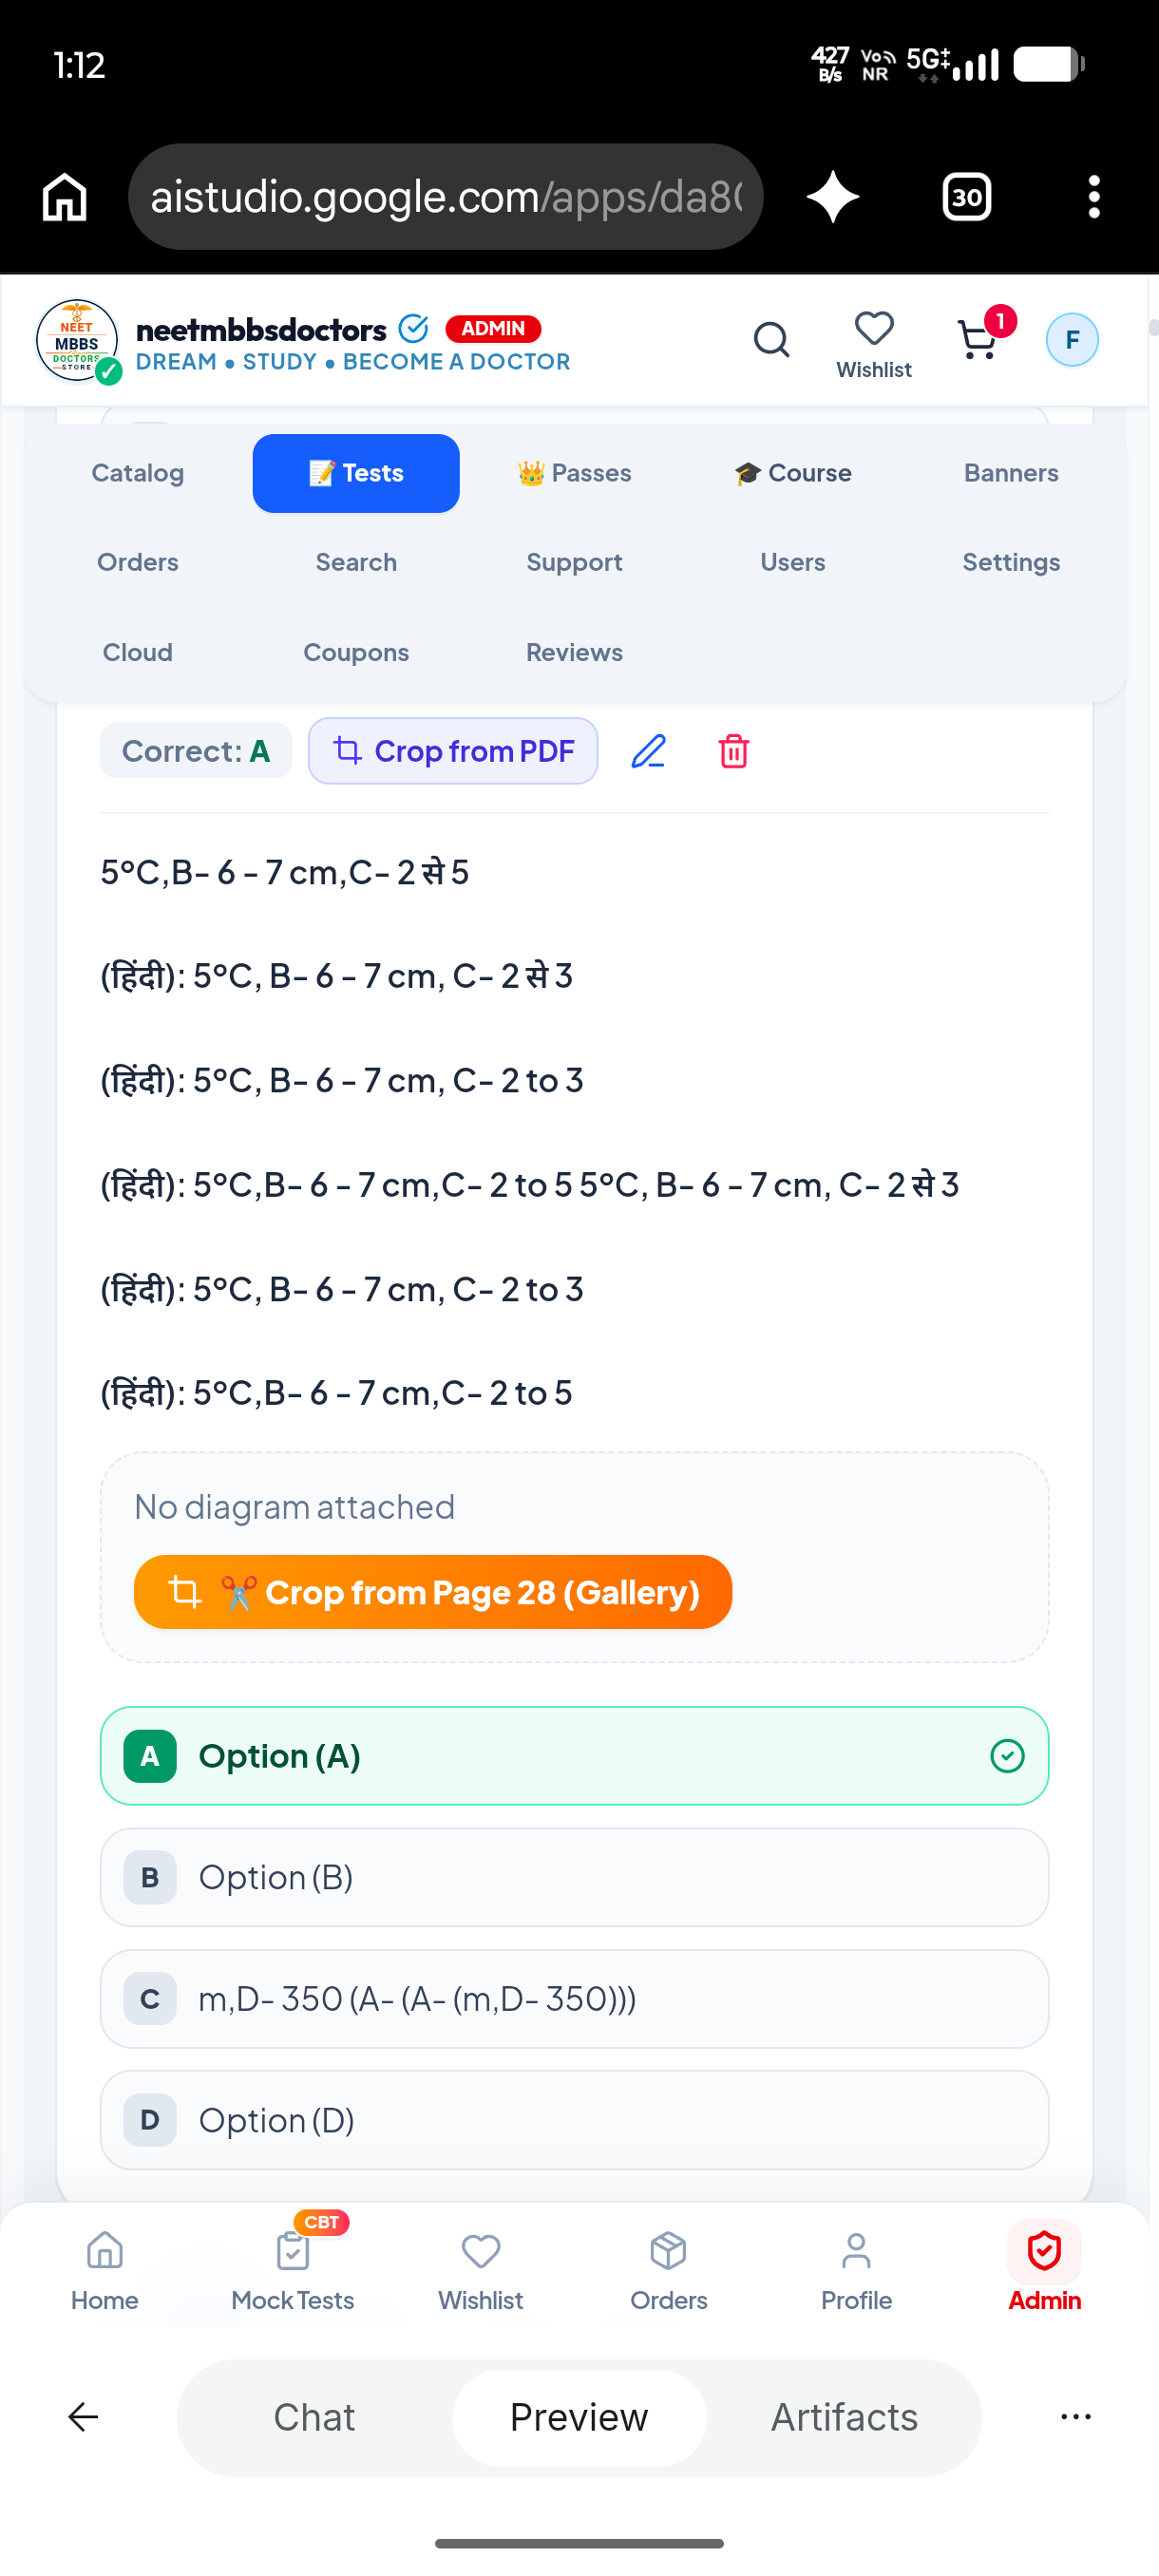 1:12
427 B/s
Vo NR
5G‡
aistudio.google.com/apps/da8
30
NEET
MBBS
DOCTORS
STORE
neetmbbsdoctors
ADMIN
DREAM • STUDY • BECOME A DOCTOR
Wishlist
1
F
Catalog
📝 Tests
👑 Passes
🎓 Course
Banners
Orders
Search
Support
Users
Settings
Cloud
Coupons
Reviews
Correct: A
Crop from PDF
5°C,B- 6 - 7 cm,C- 2 से 5
(हिंदी): 5°C, B- 6 - 7 cm, C- 2 से 3
(हिंदी): 5°C, B- 6 - 7 cm, C- 2 to 3
(हिंदी): 5°C,B- 6 - 7 cm,C- 2 to 5 5°C, B- 6 - 7 cm, C- 2 से 3
(हिंदी): 5°C, B- 6 - 7 cm, C- 2 to 3
(हिंदी): 5°C,B- 6 - 7 cm,C- 2 to 5
No diagram attached
✂️ Crop from Page 28 (Gallery)
A Option (A)
B Option (B)
C m,D- 350 (A- (A- (m,D- 350)))
D Option (D)
CBT
Home
Mock Tests
Wishlist
Orders
Profile
Admin
Chat
Preview
Artifacts